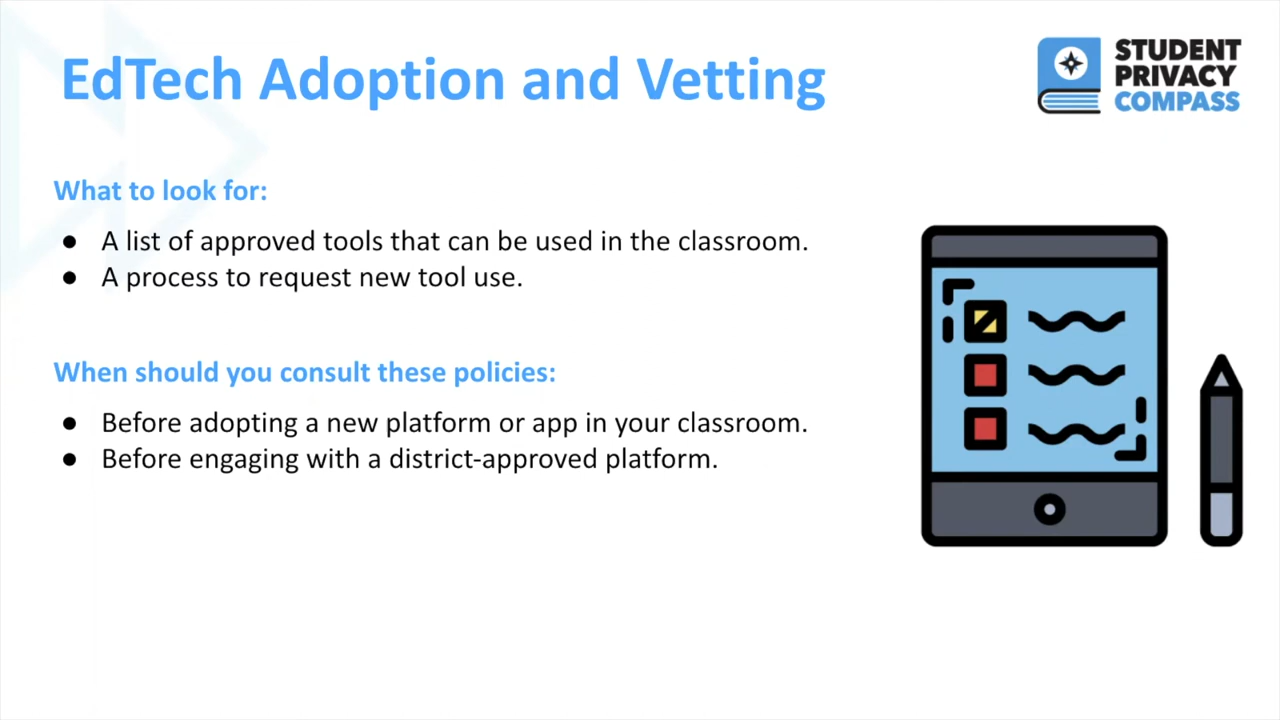 EdTech Adoption and Vetting
STUDENT
PRIVACY
COMPASS
What to look for:
● A list of approved tools that can be used in the classroom.
● A process to request new tool use.
When should you consult these policies:
● Before adopting a new platform or app in your classroom.
● Before engaging with a district-approved platform.